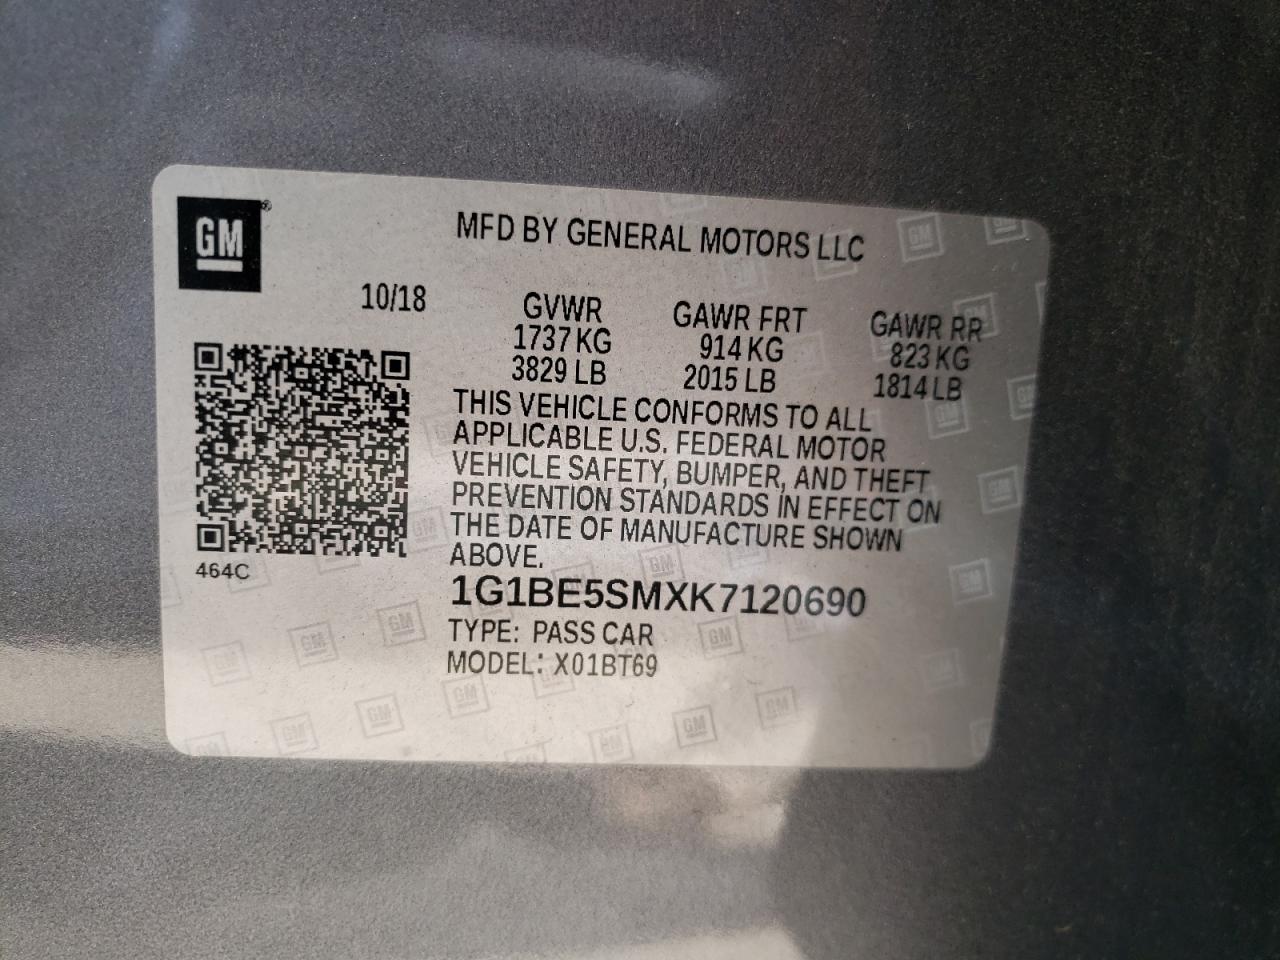 GM®
MFD BY GENERAL MOTORS LLC
10/18
GVWR GAWR FRT GAWR RR
1737 KG 914 KG 823 KG
3829 LB 2015 LB 1814 LB
THIS VEHICLE CONFORMS TO ALL
APPLICABLE U.S. FEDERAL MOTOR
VEHICLE SAFETY, BUMPER, AND THEFT
PREVENTION STANDARDS IN EFFECT ON
THE DATE OF MANUFACTURE SHOWN
ABOVE.
464C
1G1BE5SMXK7120690
TYPE: PASS CAR
MODEL: X01BT69